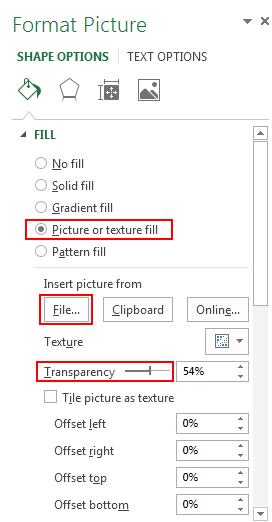 Format Picture
SHAPE OPTIONS TEXT OPTIONS
FILL
No fill
Solid fill
Gradient fill
Picture or texture fill
Pattern fill
Insert picture from
File... Clipboard Online...
Texture
Transparency 54%
Tile picture as texture
Offset left 0%
Offset right 0%
Offset top 0%
Offset bottom 0%